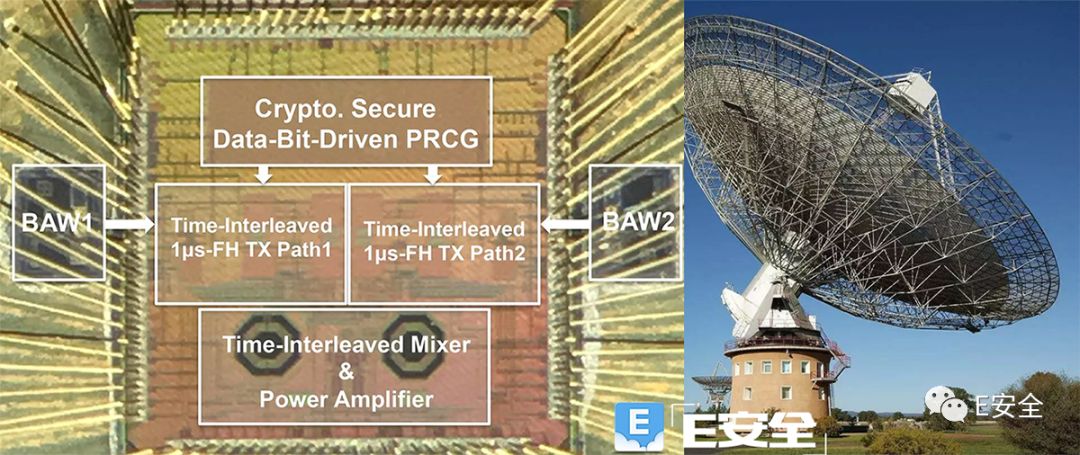 Crypto. Secure
Data-Bit-Driven PRCG
BAW1
Time-Interleaved
1µs-FH TX Path1
Time-Interleaved
1µs-FH TX Path2
BAW2
Time-Interleaved Mixer
&
Power Amplifier
E
E安全
E安全